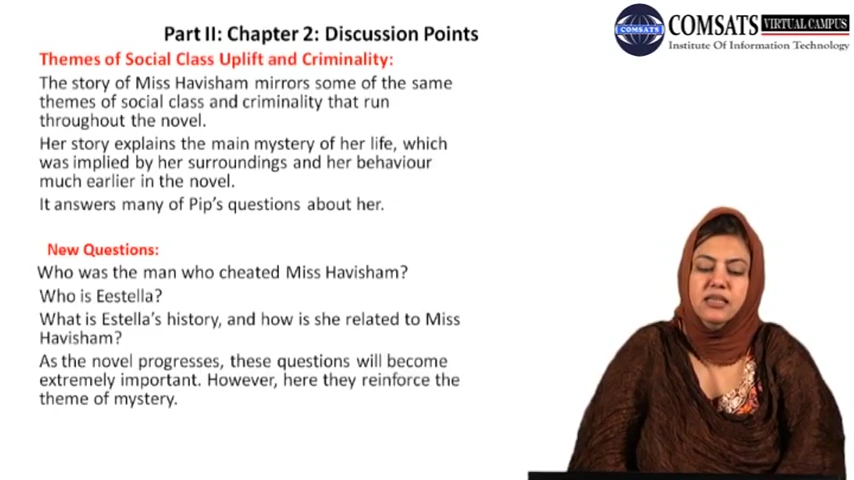 Part II: Chapter 2: Discussion Points
Themes of Social Class Uplift and Criminality:
The story of Miss Havisham mirrors some of the same
themes of social class and criminality that run
throughout the novel.
Her story explains the main mystery of her life, which
was implied by her surroundings and her behaviour
much earlier in the novel.
It answers many of Pip's questions about her.
New Questions:
Who was the man who cheated Miss Havisham?
Who is Eestella?
What is Estella's history, and how is she related to Miss
Havisham?
As the novel progresses, these questions will become
extremely important. However, here they reinforce the
theme of mystery.
COMSATS
COMSATS VIRTUAL CAMPUS
Institute Of Information Technology